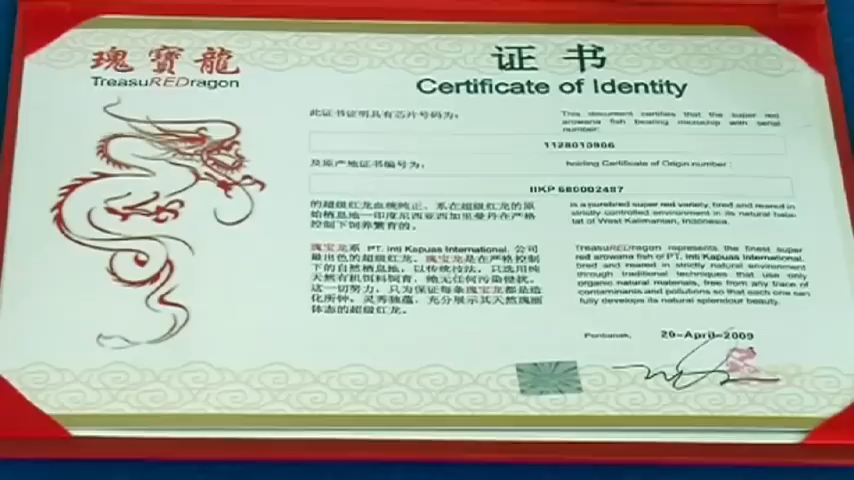 瑰寶龍
TreasuREDragon
证书
Certificate of Identity
此证书证明具有芯片号码为:
This document certifies that the super red
arowana fish bearing microchip with serial
number:
1128013906
及原产地证书编号为:
holding Certificate of Origin number :
IIKP 680002487
的超级红龙血统纯正、系在超级红龙的原
始栖息地—印度尼西亚西加里曼丹在严格
控制下饲养繁育的。
is a purebred super red variety, bred and reared in
strictly controlled environment in its natural habi-
tat of West Kalimantan, Indonesia.
瑰宝龙系 PT. Inti Kapuas International. 公司
最出色的超级红龙。瑰宝龙是在严格控制
下的自然栖息地, 以传统技法, 只选用纯
天然有机饵料饲育, 绝无任何污染侵扰。
这一切努力, 只为保证每条瑰宝龙都是造
化所钟, 灵秀独蕴, 充分展示其天然瑰丽
体态的超级红龙。
TreasuREDragon represents the finest super
red arowana fish of PT. Inti Kapuas International.
bred and reared in strictly natural environment
through traditional techniques that use only
organic natural materials, free from any trace of
contaminants and pollutions so that each one can
fully develops its natural splendour beauty.
Pontianak, 20-April-2009